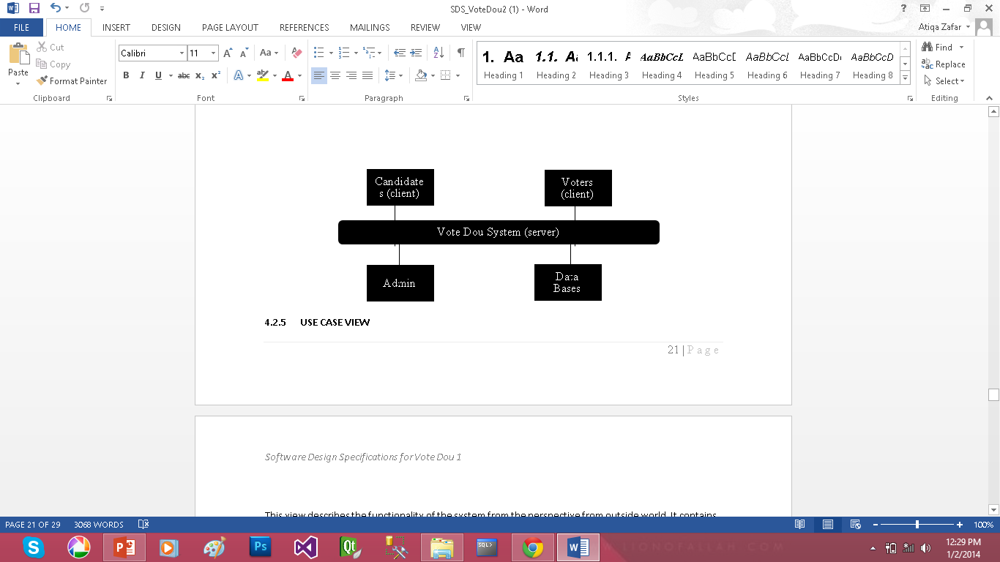 SDS_VoteDou2 (1) - Word
FILE HOME INSERT DESIGN PAGE LAYOUT REFERENCES MAILINGS REVIEW VIEW
Atiqa Zafar
Paste
Cut
Copy
Format Painter
Clipboard
Calibri 11
Font
Paragraph
1. Aa
1.1. A
1.1.1. A
AaBbCcL
AaBbCcD
AaBbCcL
AaBbCcDc
AaBbCcD
Heading 1 Heading 2 Heading 3 Heading 4 Heading 5 Heading 6 Heading 7 Heading 8
Styles
Find
Replace
Select
Editing
Candidate
s (client)
Voters
(client)
Vote Dou System (server)
Admin
Data
Bases
4.2.5 USE CASE VIEW
21 | P a g e
Software Design Specifications for Vote Dou 1
This view describes the functionality of the system from the perspective from outside world. It contains
PAGE 21 OF 29 3068 WORDS
100%
12:29 PM
1/2/2014